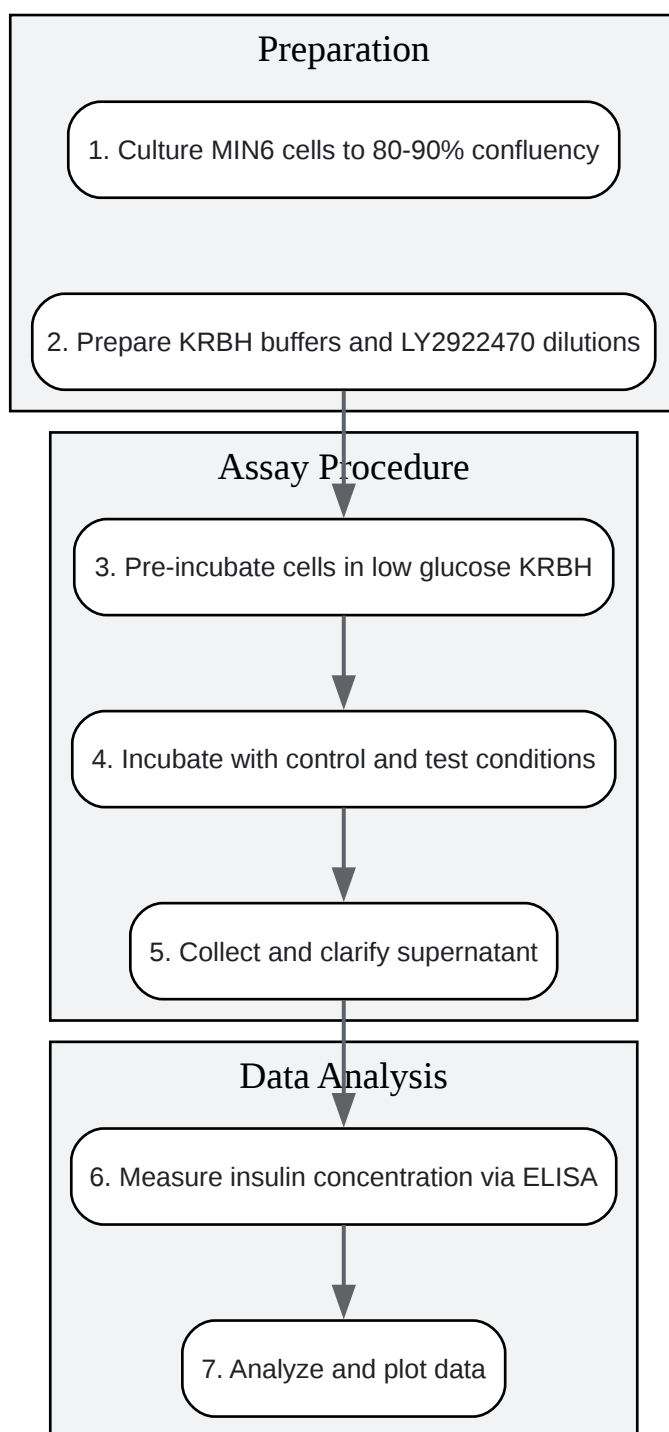 Preparation
1. Culture MIN6 cells to 80-90% confluency
2. Prepare KRBH buffers and LY2922470 dilutions
Assay Procedure
3. Pre-incubate cells in low glucose KRBH
4. Incubate with control and test conditions
5. Collect and clarify supernatant
Data Analysis
6. Measure insulin concentration via ELISA
7. Analyze and plot data